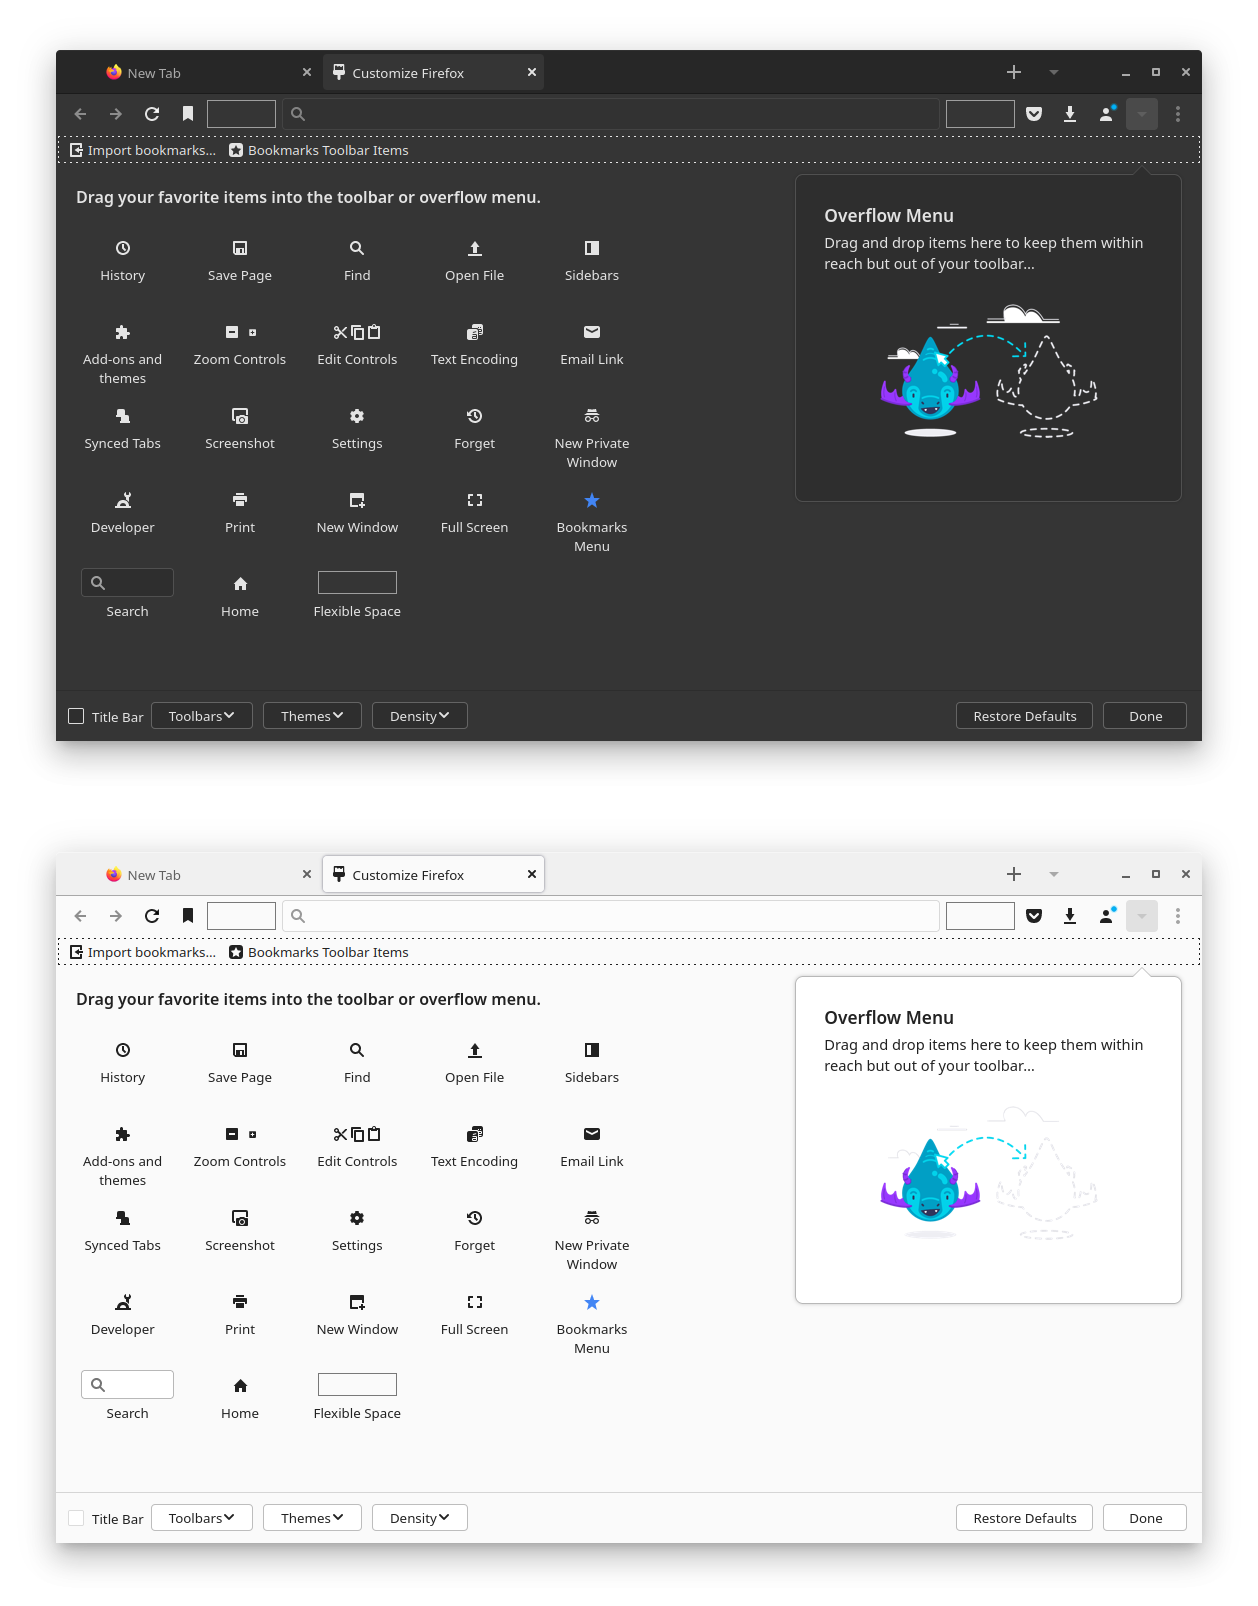 New Tab
Customize Firefox
Import bookmarks...
Bookmarks Toolbar Items
Drag your favorite items into the toolbar or overflow menu.
History
Save Page
Find
Open File
Sidebars
Add-ons and
themes
Zoom Controls
Edit Controls
Text Encoding
Email Link
Synced Tabs
Screenshot
Settings
Forget
New Private
Window
Developer
Print
New Window
Full Screen
Bookmarks
Menu
Search
Home
Flexible Space
Overflow Menu
Drag and drop items here to keep them within
reach but out of your toolbar...
Title Bar
Toolbars
Themes
Density
Restore Defaults
Done
New Tab
Customize Firefox
Import bookmarks...
Bookmarks Toolbar Items
Drag your favorite items into the toolbar or overflow menu.
History
Save Page
Find
Open File
Sidebars
Add-ons and
themes
Zoom Controls
Edit Controls
Text Encoding
Email Link
Synced Tabs
Screenshot
Settings
Forget
New Private
Window
Developer
Print
New Window
Full Screen
Bookmarks
Menu
Search
Home
Flexible Space
Overflow Menu
Drag and drop items here to keep them within
reach but out of your toolbar...
Title Bar
Toolbars
Themes
Density
Restore Defaults
Done